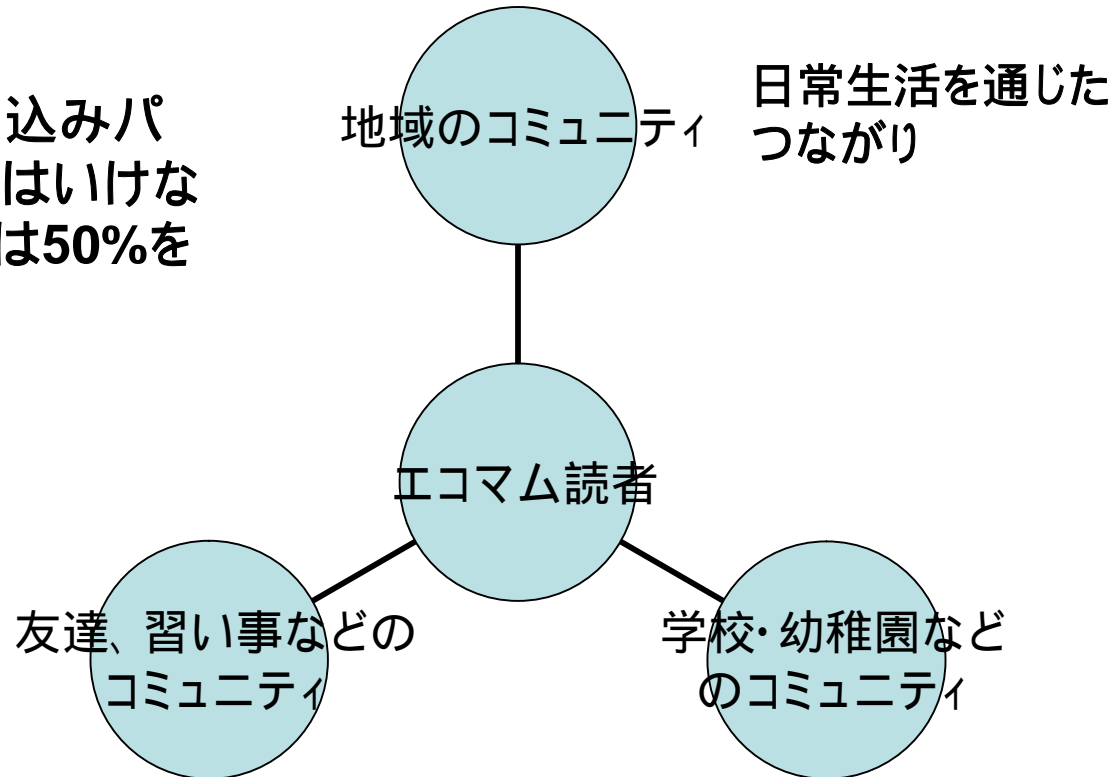 込みパ
はいけな
は50%を
地域のコミュニティ
日常生活を通じた
つながり
エコマム読者
友達、習い事などの
コミュニティ
学校・幼稚園など
のコミュニティ